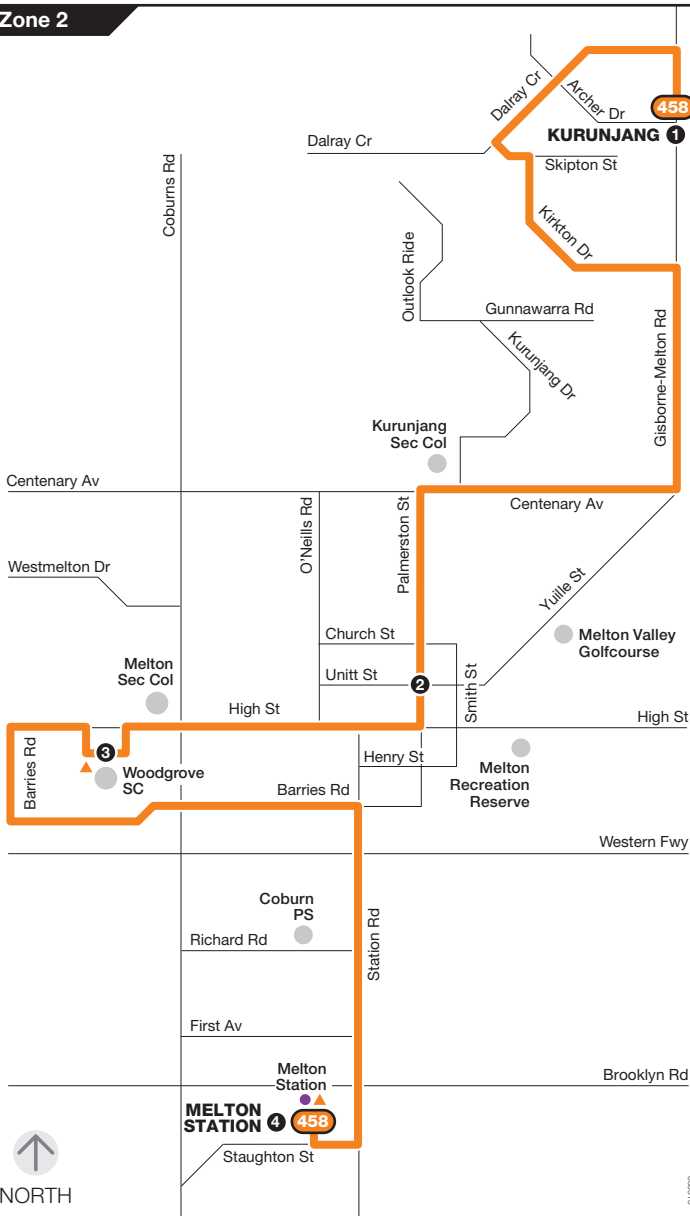 Zone 2
Dalray Cr
Archer Dr
458
KURUNJANG 1
Dalray Cr
Skipton St
Coburns Rd
Kirkton Dr
Outlook Ride
Gunnawarra Rd
Kurunjang Dr
Gisborne-Melton Rd
Kurunjang
Sec Col
Centenary Av
Centenary Av
O'Neills Rd
Palmerston St
Westmelton Dr
Yuille St
Church St
Melton Valley
Golfcourse
Melton
Sec Col
Unitt St
2
Smith St
High St
High St
Barries Rd
3
Woodgrove
SC
Henry St
Melton
Recreation
Reserve
Barries Rd
Western Fwy
Coburn
PS
Richard Rd
Station Rd
First Av
Melton
Station
Brooklyn Rd
MELTON
STATION 4
458
Staughton St
NORTH